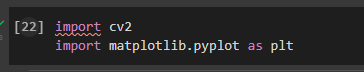 [22] import cv2
import matplotlib.pyplot as plt